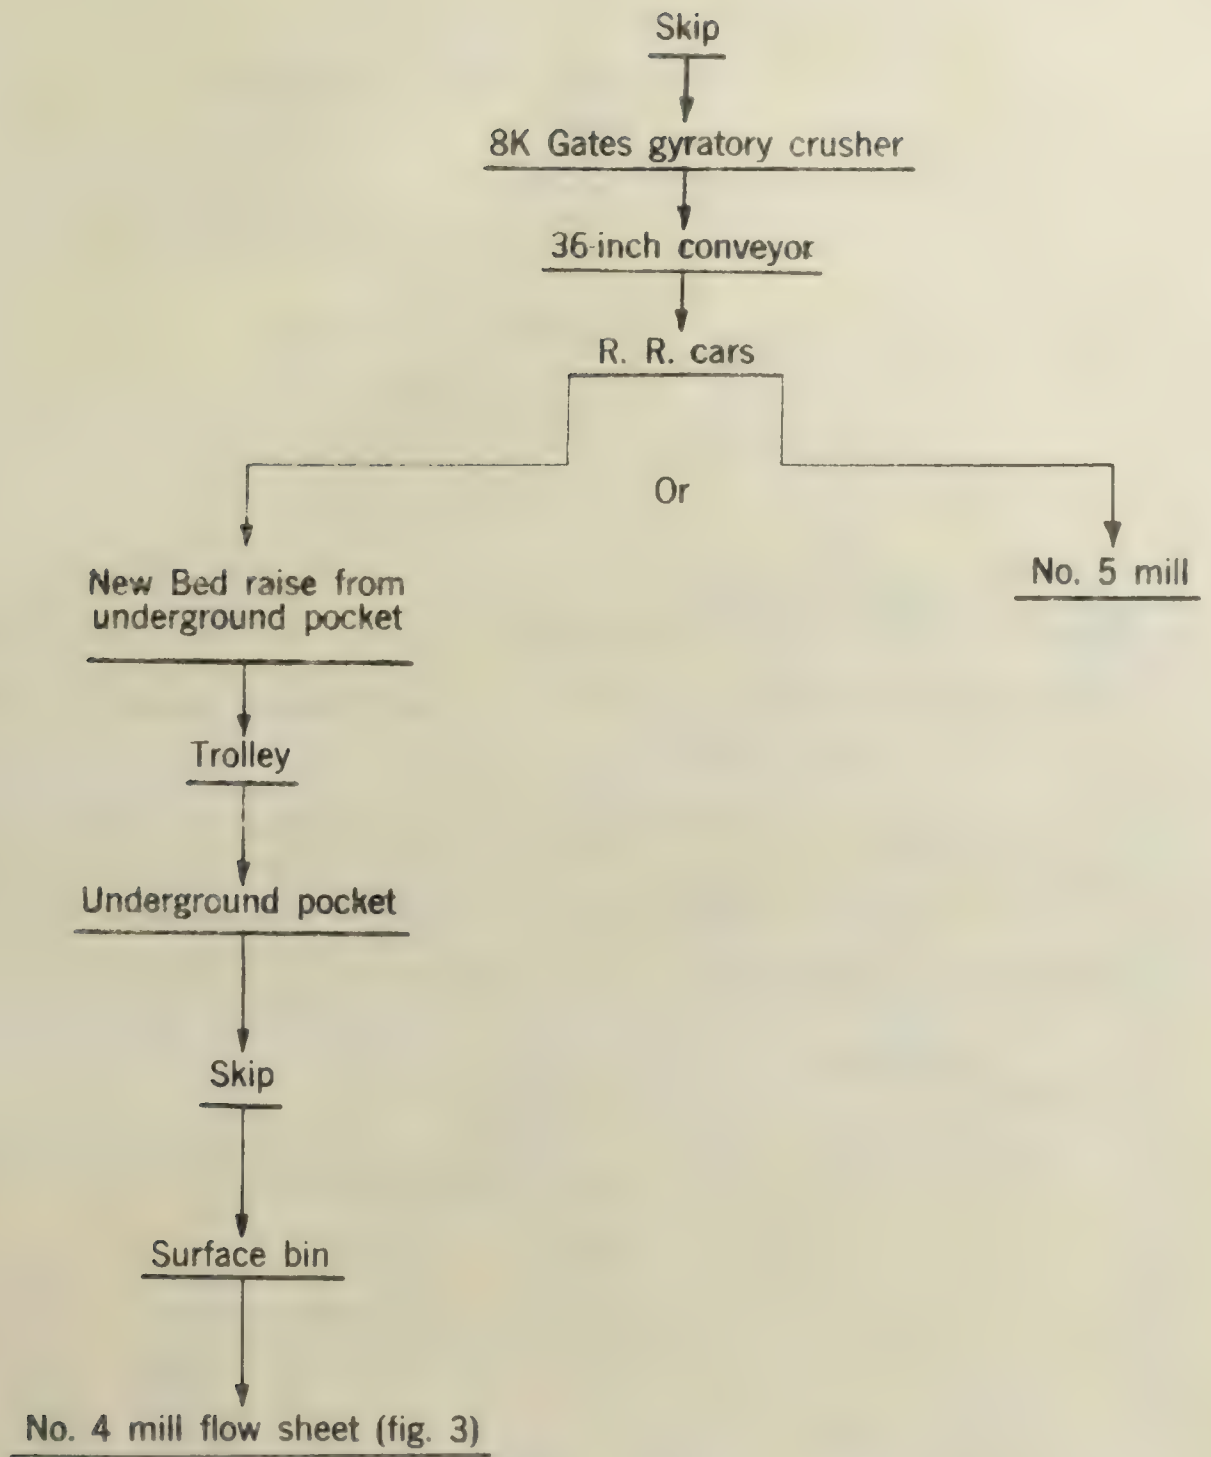 Skip
8K Gates gyratory crusher
36-inch conveyor
R. R. cars
Or
New Bed raise from
underground pocket
No. 5 mill
Trolley
Underground pocket
Skip
Surface bin
No. 4 mill flow sheet (fig. 3)